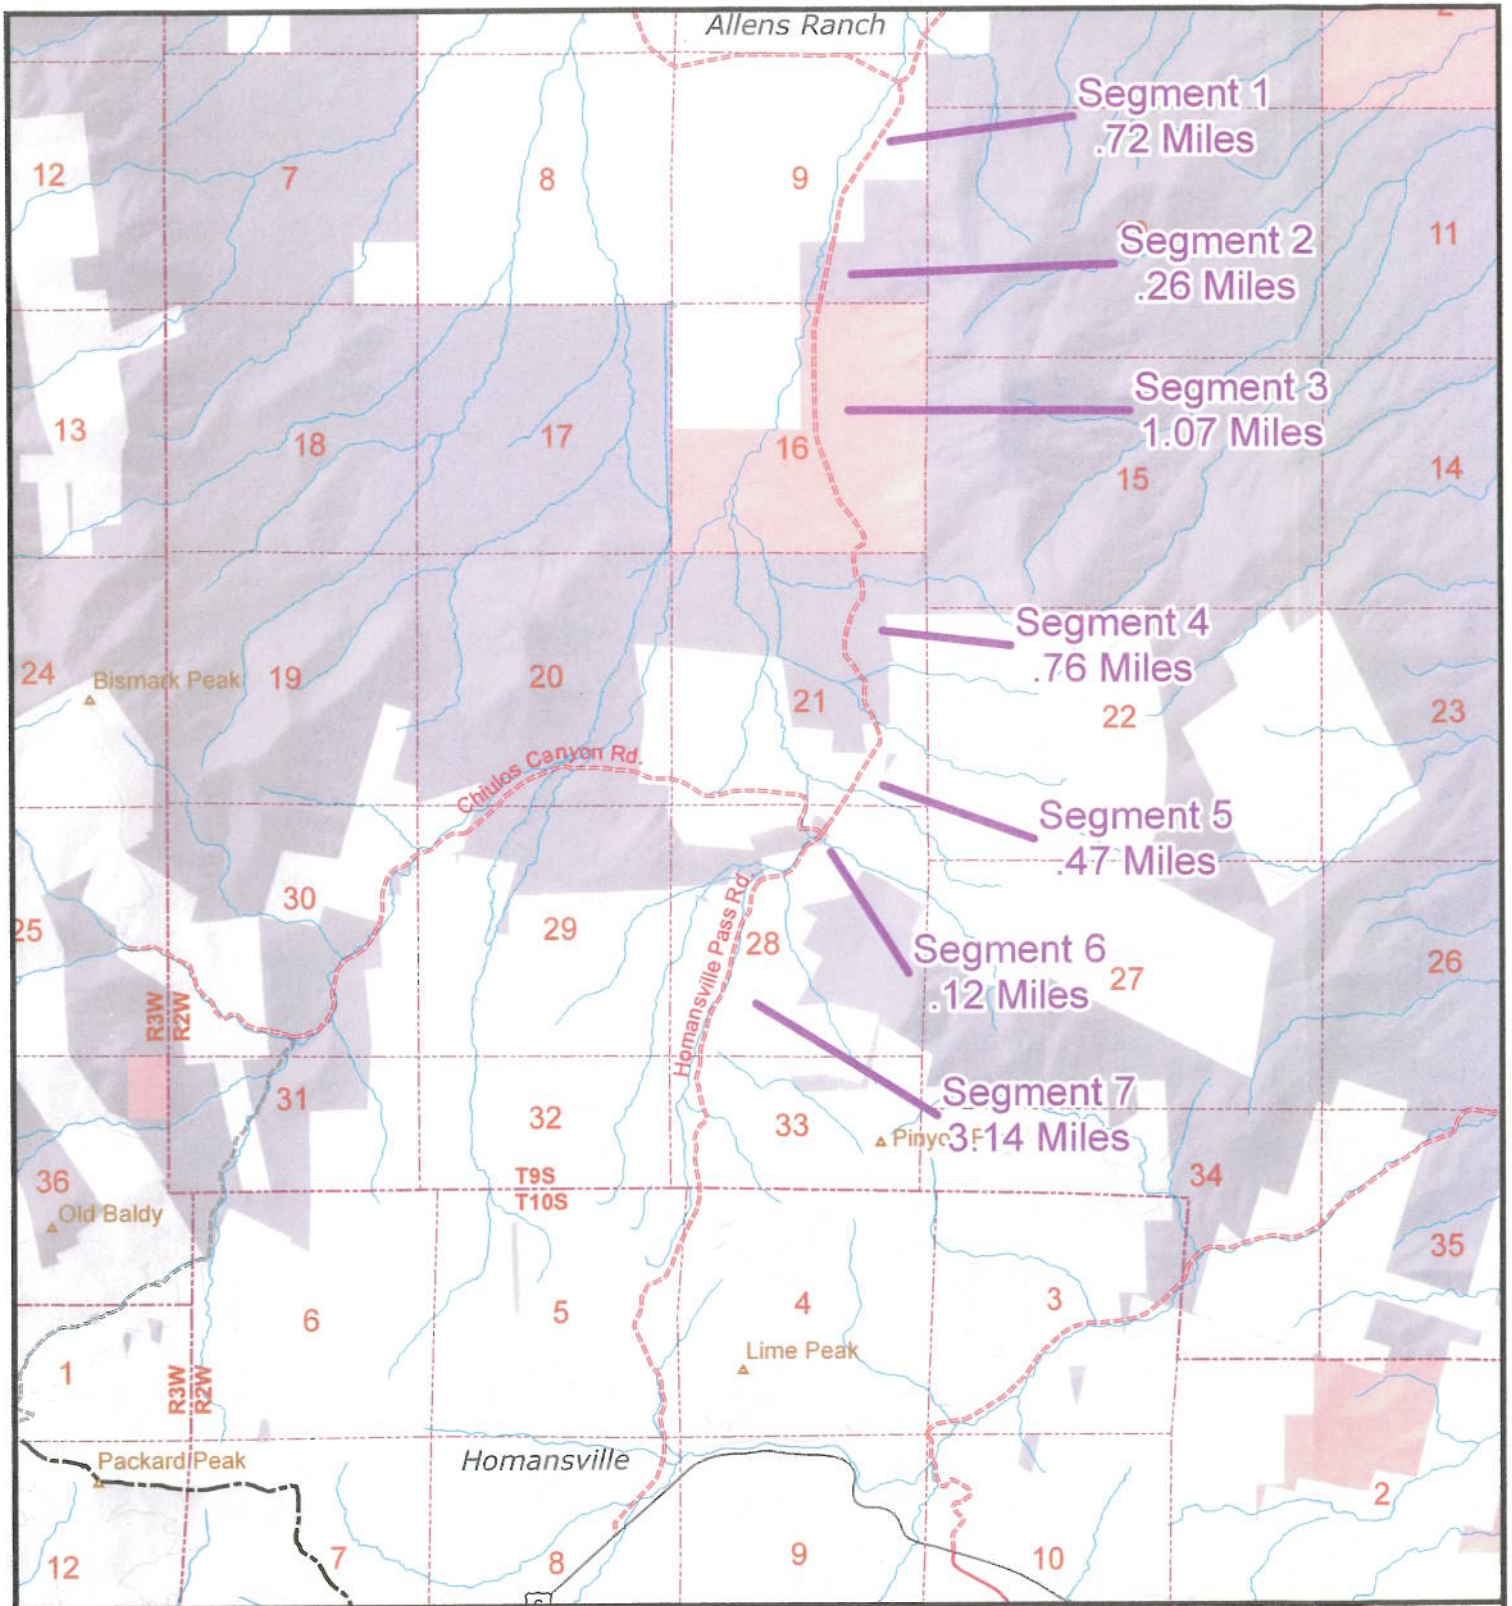 Allens Ranch
Segment 1
.72 Miles
12
7
8
9
Segment 2
.26 Miles
11
Segment 3
1.07 Miles
13
18
17
16
15
14
Segment 4
.76 Miles
24
Bismark Peak
19
20
21
22
23
Chiulos Canyon Rd.
Segment 5
.47 Miles
25
30
29
Homansville Pass Rd.
28
Segment 6
.12 Miles
27
26
R3W
R2W
31
32
33
Segment 7
3.14 Miles
T9S
T10S
34
36
Old Baldy
35
6
5
4
3
1
Lime Peak
R3W
R2W
Homansville
Packard Peak
2
12
7
8
9
10
6